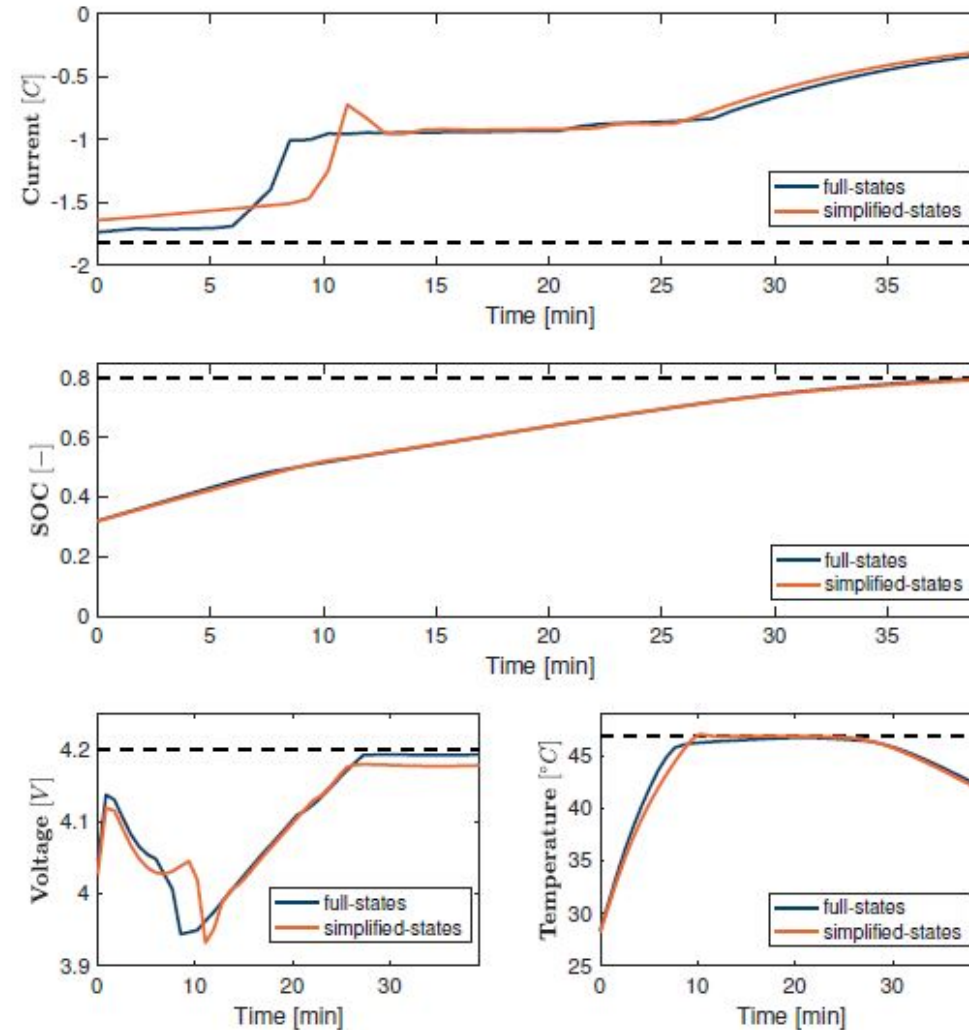 0
-0.5
-1
-1.5
-2
Current [C]
full-states
simplified-states
0 5 10 15 20 25 30 35
Time [min]
0.8
0.6
0.4
0.2
0
SOC [−]
full-states
simplified-states
0 5 10 15 20 25 30 35
Time [min]
4.2
4.1
4
3.9
Voltage [V]
full-states
simplified-states
0 10 20 30
Time [min]
45
40
35
30
25
Temperature [°C]
full-states
simplified-states
0 10 20 30
Time [min]